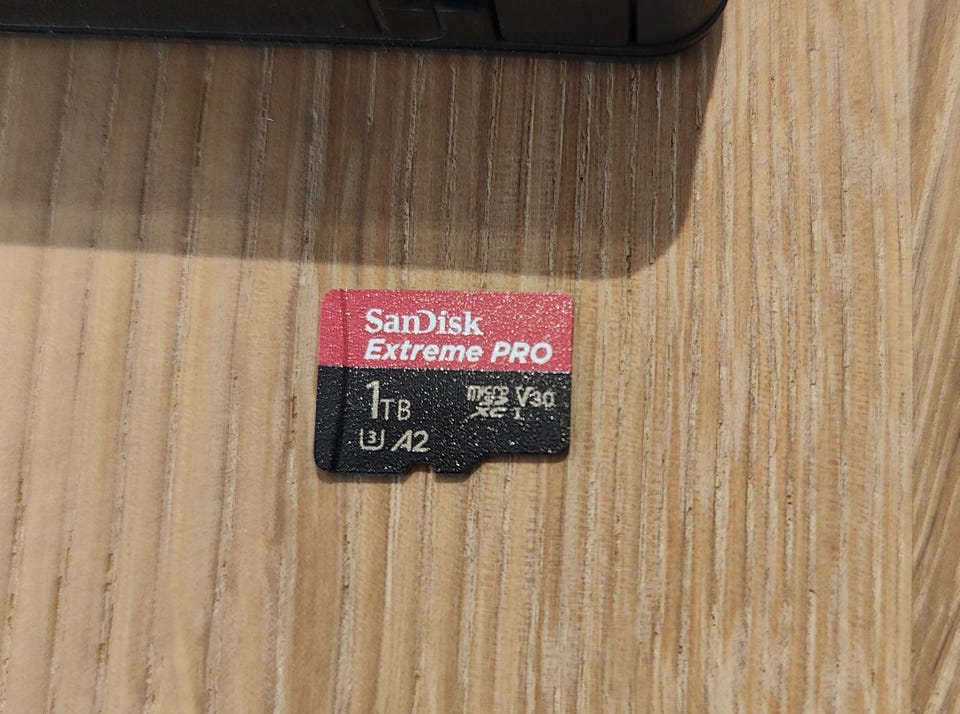 SanDisk
Extreme PRO
1TB
micro SD XC I V30
U3 A2